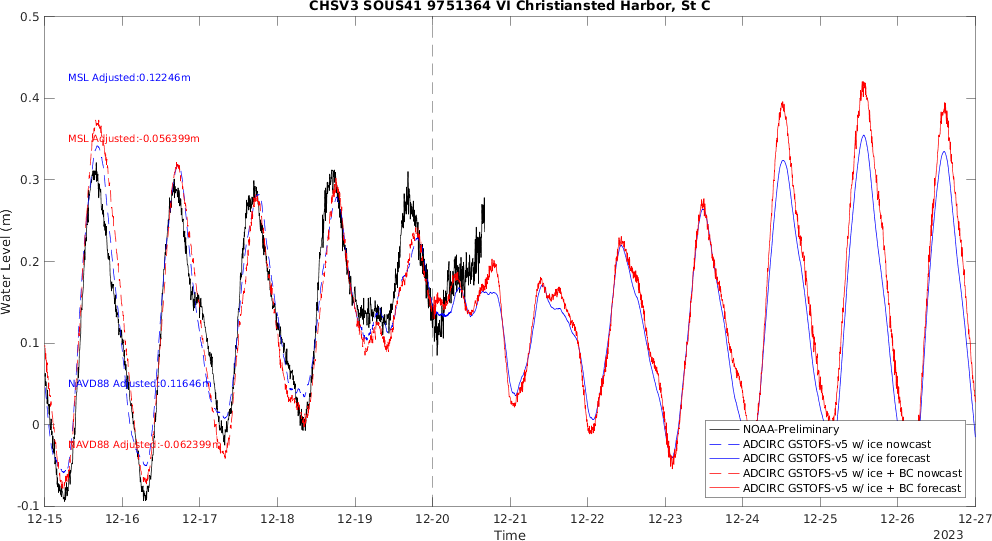 CHSV3 SOUS41 9751364 VI Christiansted Harbor, St C
0.5
0.4
0.3
0.2
0.1
0
-0.1
Water Level (m)
MSL Adjusted:0.12246m
MSL Adjusted:-0.056399m
NAVD88 Adjusted:0.11646m
NAVD88 Adjusted:-0.062399m
NOAA-Preliminary
ADCIRC GSTOFS-v5 w/ ice nowcast
ADCIRC GSTOFS-v5 w/ ice forecast
ADCIRC GSTOFS-v5 w/ ice + BC nowcast
ADCIRC GSTOFS-v5 w/ ice + BC forecast
12-15 12-16 12-17 12-18 12-19 12-20 12-21 12-22 12-23 12-24 12-25 12-26 12-27
Time
2023